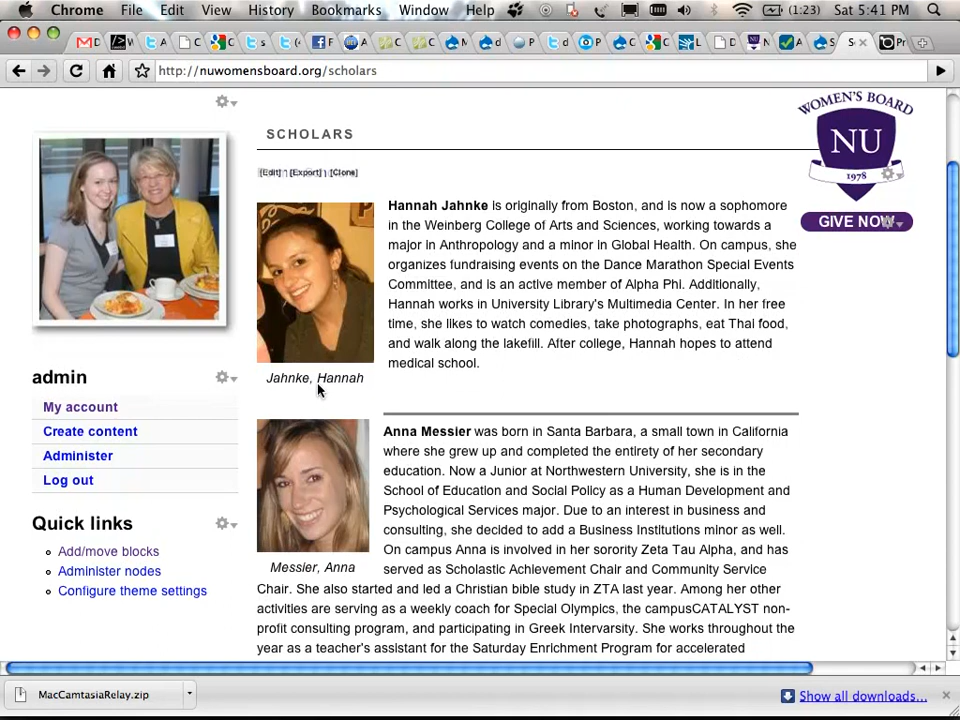 Chrome File Edit View History Bookmarks Window Help (1:23) Sat 5:41 PM
http://nuwomensboard.org/scholars
WOMEN'S BOARD
NU
1978
GIVE NOW
SCHOLARS
[Edit] [Export] [Clone]
Hannah Jahnke is originally from Boston, and is now a sophomore
in the Weinberg College of Arts and Sciences, working towards a
major in Anthropology and a minor in Global Health. On campus, she
organizes fundraising events on the Dance Marathon Special Events
Committee, and is an active member of Alpha Phi. Additionally,
Hannah works in University Library's Multimedia Center. In her free
time, she likes to watch comedies, take photographs, eat Thai food,
and walk along the lakefill. After college, Hannah hopes to attend
medical school.
Jahnke, Hannah
admin
My account
Create content
Administer
Log out
Quick links
Add/move blocks
Administer nodes
Configure theme settings
Anna Messier was born in Santa Barbara, a small town in California
where she grew up and completed the entirety of her secondary
education. Now a Junior at Northwestern University, she is in the
School of Education and Social Policy as a Human Development and
Psychological Services major. Due to an interest in business and
consulting, she decided to add a Business Institutions minor as well.
On campus Anna is involved in her sorority Zeta Tau Alpha, and has
served as Scholastic Achievement Chair and Community Service
Messier, Anna
Chair. She also started and led a Christian bible study in ZTA last year. Among her other
activities are serving as a weekly coach for Special Olympics, the campusCATALYST non-
profit consulting program, and participating in Greek Intervarsity. She works throughout the
year as a teacher's assistant for the Saturday Enrichment Program for accelerated
MacCamtasiaRelay.zip
Show all downloads...